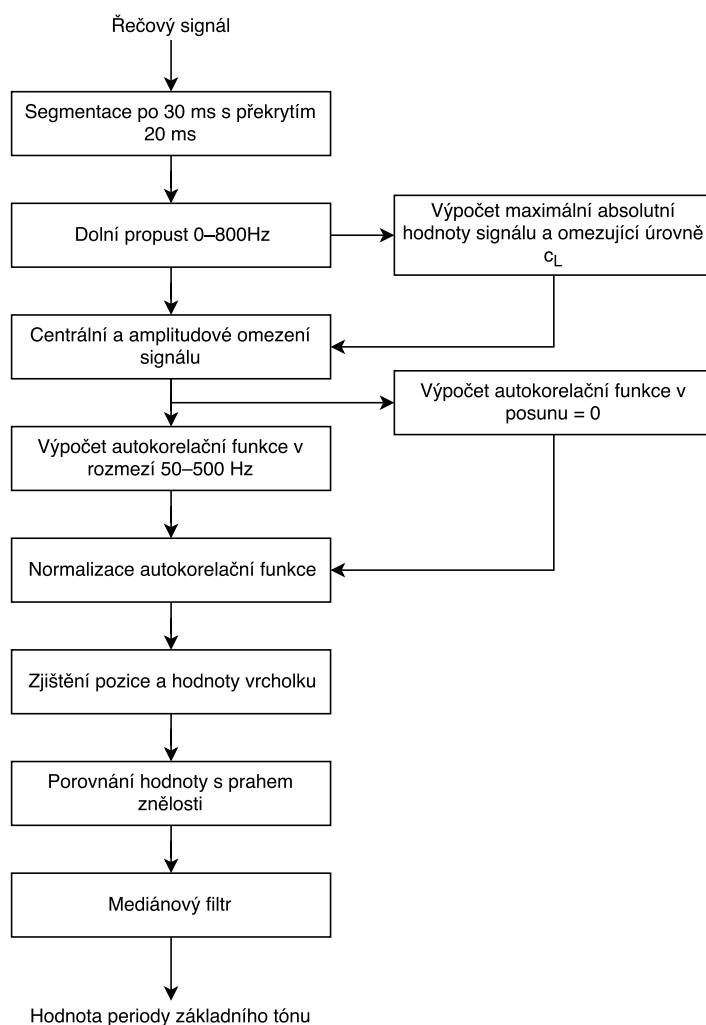 Řečový signál
Segmentace po 30 ms s překrytím
20 ms
Dolní propust 0–800Hz
Výpočet maximální absolutní
hodnoty signálu a omezující úrovně
cL
Centrální a amplitudové omezení
signálu
Výpočet autokorelační funkce v
posunu = 0
Výpočet autokorelační funkce v
rozmezí 50–500 Hz
Normalizace autokorelační funkce
Zjištění pozice a hodnoty vrcholku
Porovnání hodnoty s prahem
znělosti
Mediánový filtr
Hodnota periody základního tónu